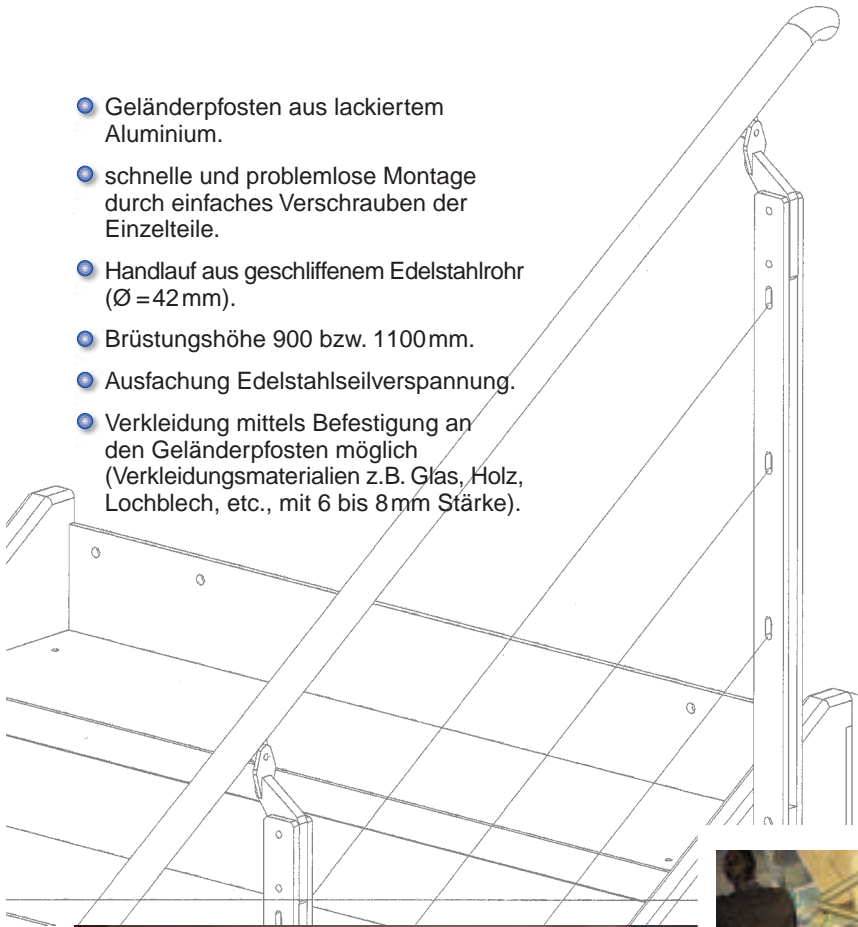 Geländerpfosten aus lackiertem
Aluminium.
schnelle und problemlose Montage
durch einfaches Verschrauben der
Einzelteile.
Handlauf aus geschliffenem Edelstahlrohr
(Ø = 42 mm).
Brüstungshöhe 900 bzw. 1100 mm.
Ausfachung Edelstahlseilverspannung.
Verkleidung mittels Befestigung an
den Geländerpfosten möglich
(Verkleidungsmaterialien z.B. Glas, Holz,
Lochblech, etc., mit 6 bis 8 mm Stärke).